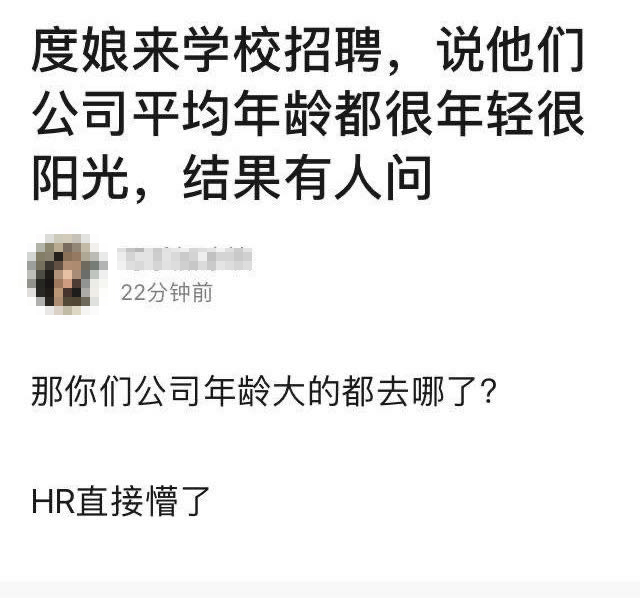 度娘来学校招聘，说他们
公司平均年龄都很年轻很
阳光，结果有人问
22分钟前
那你们公司年龄大的都去哪了?
HR直接懵了